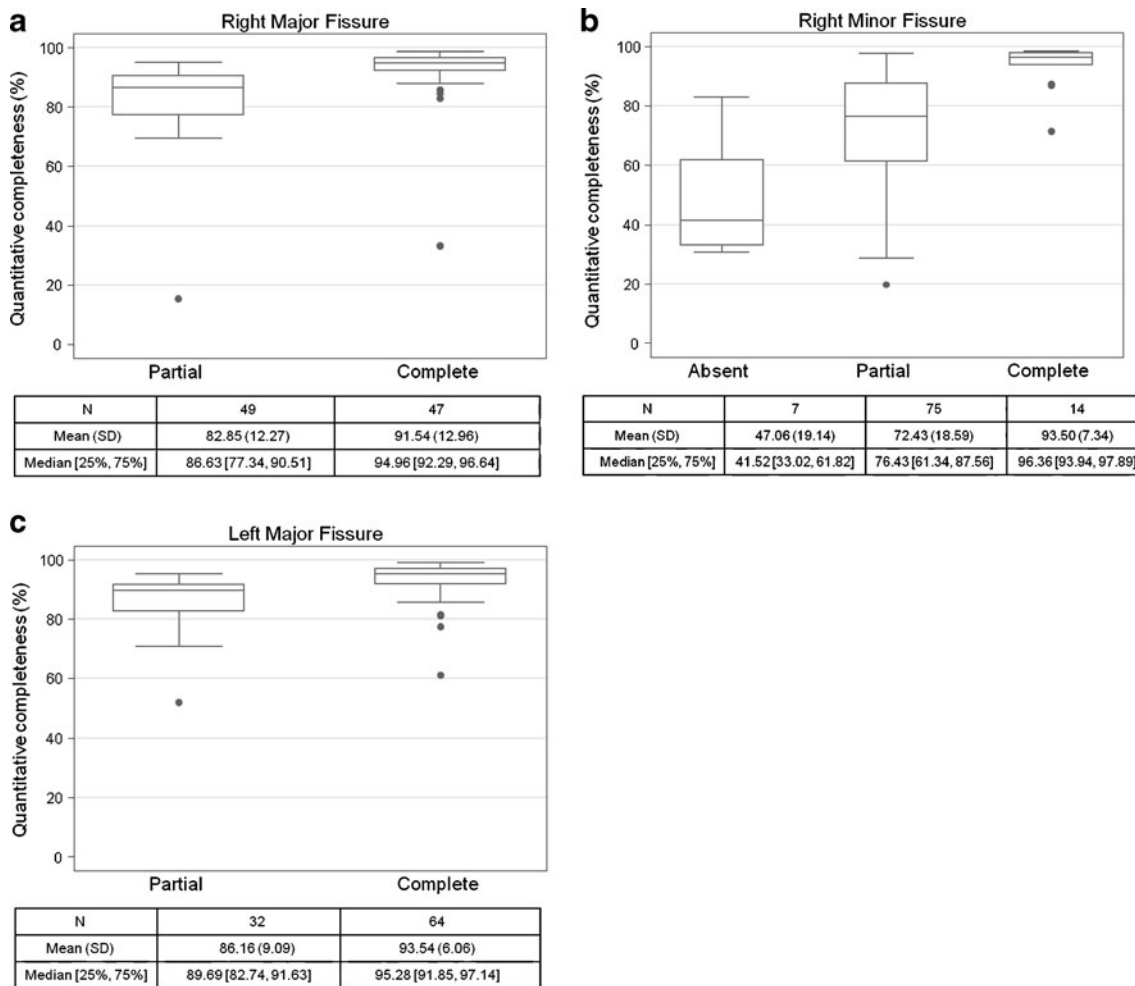 a
Right Major Fissure
Quantitative completeness (%)
100
80
60
40
20
0
Partial Complete
N 49 47
Mean (SD) 82.85 (12.27) 91.54 (12.96)
Median [25%, 75%] 86.63 [77.34, 90.51] 94.96 [92.29, 96.64]
b
Right Minor Fissure
Quantitative completeness (%)
100
80
60
40
20
0
Absent Partial Complete
N 7 75 14
Mean (SD) 47.06 (19.14) 72.43 (18.59) 93.50 (7.34)
Median [25%, 75%] 41.52 [33.02, 61.82] 76.43 [61.34, 87.56] 96.36 [93.94, 97.89]
c
Left Major Fissure
Quantitative completeness (%)
100
80
60
40
20
0
Partial Complete
N 32 64
Mean (SD) 86.16 (9.09) 93.54 (6.06)
Median [25%, 75%] 89.69 [82.74, 91.63] 95.28 [91.85, 97.14]